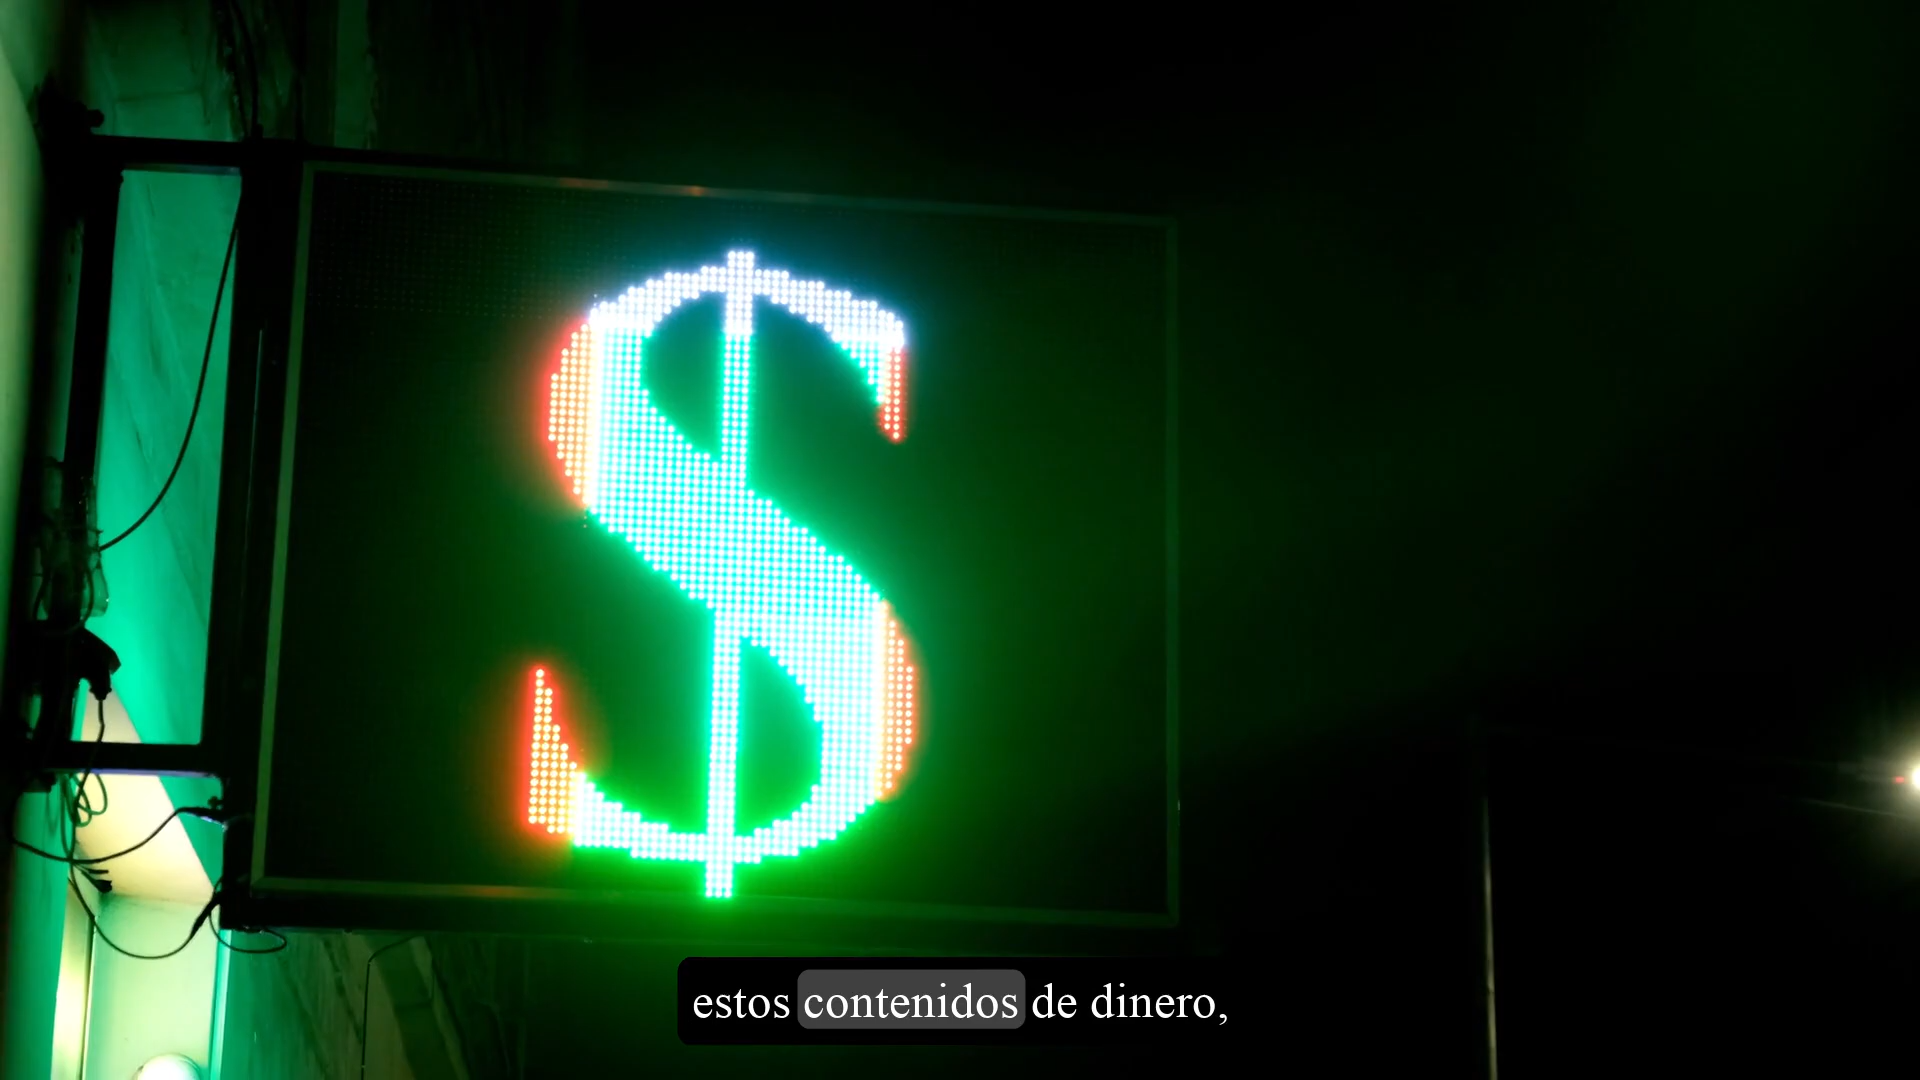 $
estos contenidos de dinero,